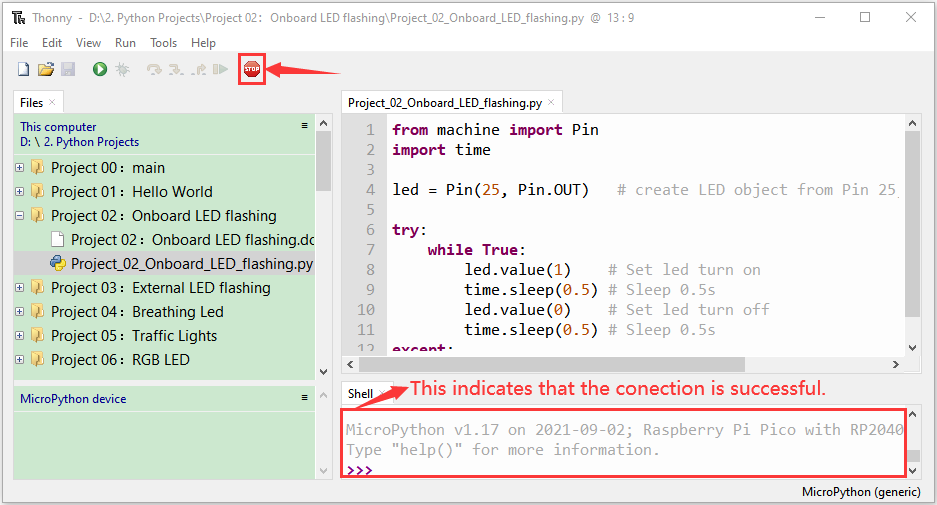 Thonny - D:\2. Python Projects\Project 02：Onboard LED flashing\Project_02_Onboard_LED_flashing.py @ 13 : 9
File Edit View Run Tools Help
STOP
Files
Project_02_Onboard_LED_flashing.py
This computer
D: \ 2. Python Projects
Project 00：main
Project 01：Hello World
Project 02：Onboard LED flashing
Project 02：Onboard LED flashing.dc
Project_02_Onboard_LED_flashing.py
Project 03：External LED flashing
Project 04：Breathing Led
Project 05：Traffic Lights
Project 06：RGB LED
MicroPython device
1 from machine import Pin
2 import time
3
4 led = Pin(25, Pin.OUT) # create LED object from Pin 25,
5
6 try:
7 while True:
8 led.value(1) # Set led turn on
9 time.sleep(0.5) # Sleep 0.5s
10 led.value(0) # Set led turn off
11 time.sleep(0.5) # Sleep 0.5s
12 except:
Shell
This indicates that the conection is successful.
MicroPython v1.17 on 2021-09-02; Raspberry Pi Pico with RP2040
Type "help()" for more information.
>>>
MicroPython (generic)